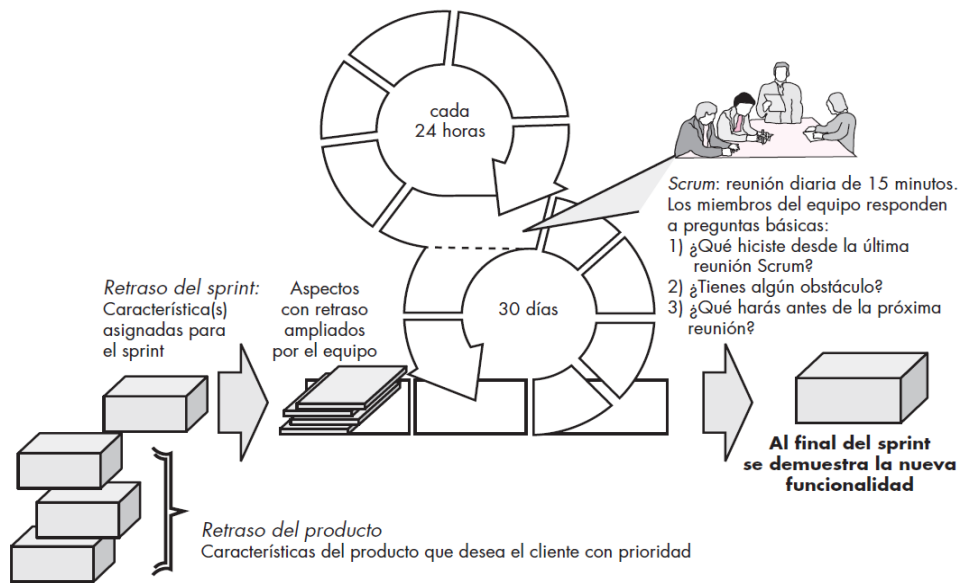 cada
24 horas
Scrum: reunión diaria de 15 minutos.
Los miembros del equipo responden
a preguntas básicas:
1) ¿Qué hiciste desde la última
reunión Scrum?
2) ¿Tienes algún obstáculo?
3) ¿Qué harás antes de la próxima
reunión?
Retraso del sprint:
Característica(s)
asignadas para
el sprint
Aspectos
con retraso
ampliados
por el equipo
30 días
Al final del sprint
se demuestra la nueva
funcionalidad
Retraso del producto
Características del producto que desea el cliente con prioridad